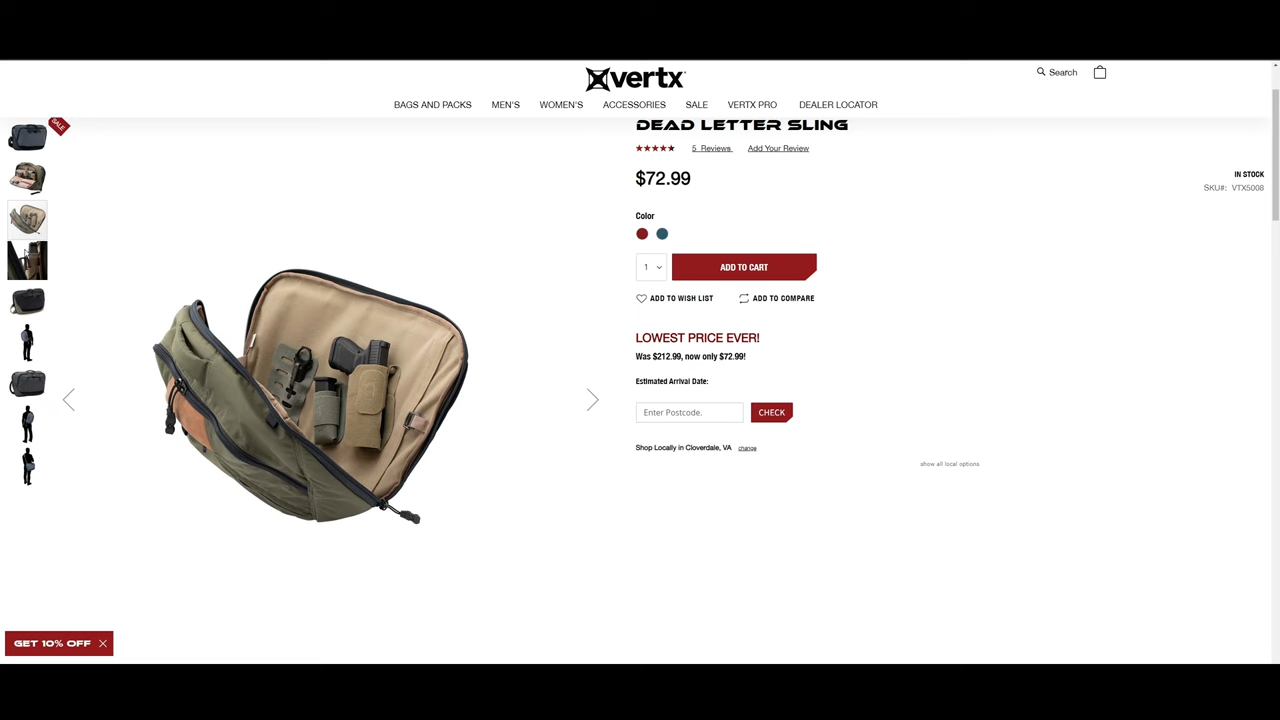 vertx
Search
BAGS AND PACKS
MEN'S
WOMEN'S
ACCESSORIES
SALE
VERTX PRO
DEALER LOCATOR
SALE
DEAD LETTER SLING
5 Reviews
Add Your Review
$72.99
IN STOCK
SKU#: VTX5008
Color
1
ADD TO CART
ADD TO WISH LIST
ADD TO COMPARE
LOWEST PRICE EVER!
Was $212.99, now only $72.99!
Estimated Arrival Date:
Enter Postcode.
CHECK
Shop Locally in Cloverdale, VA change
show all local options
GET 10% OFF